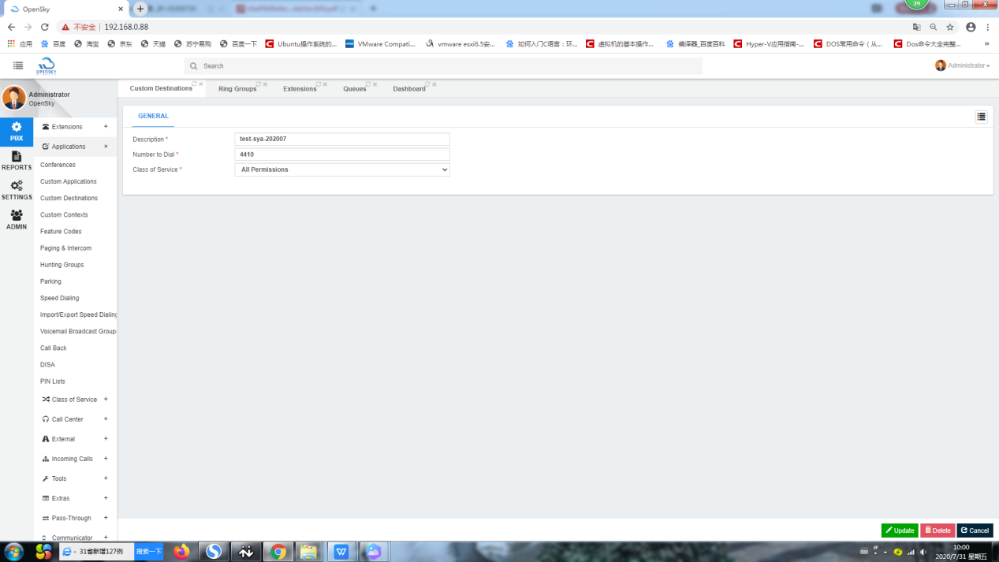 OpenSky
39
不安全 192.168.0.88
应用 百度 淘宝 京东 天猫 苏宁易购 百度一下 Ubuntu操作系统的... VMware Compati... vmware esxi6.5安... 如何入门C语言：环... 虚拟机的基本操作... 编译器_百度百科 Hyper-V应用指南-... DOS常用命令（从... Dos命令大全完整... »
OPENSKY
Search
Administrator
Administrator
OpenSky
Custom Destinations Ring Groups Extensions Queues Dashboard
PBX
REPORTS
SETTINGS
ADMIN
Extensions +
Applications ×
Conferences
Custom Applications
Custom Destinations
Custom Contexts
Feature Codes
Paging & Intercom
Hunting Groups
Parking
Speed Dialing
Import/Export Speed Dialing
Voicemail Broadcast Group
Call Back
DISA
PIN Lists
Class of Service +
Call Center +
External +
Incoming Calls +
Tools +
Extras +
Pass-Through +
Communicator +
GENERAL
Description * test-sya-202007
Number to Dial * 4410
Class of Service * All Permissions
Update Delete Cancel
31省新增127例 搜索一下
10:00
2020/7/31 星期五